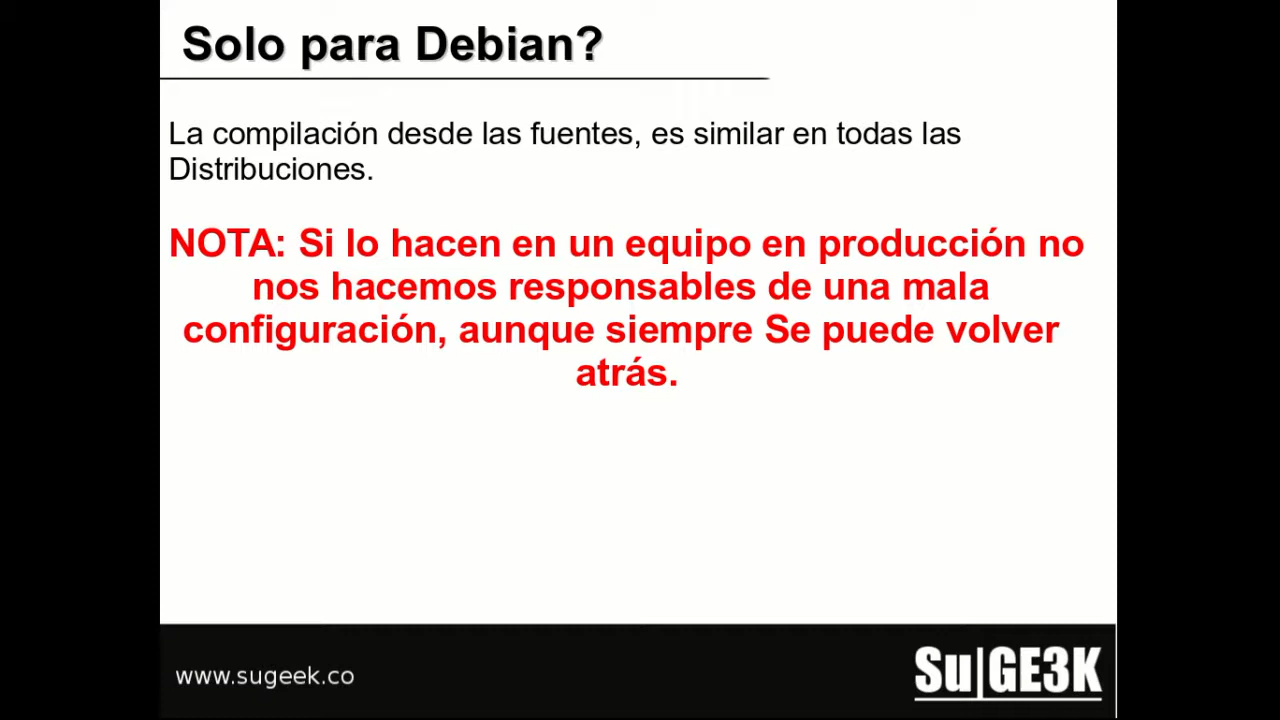 Solo para Debian?
La compilación desde las fuentes, es similar en todas las
Distribuciones.
NOTA: Si lo hacen en un equipo en producción no
nos hacemos responsables de una mala
configuración, aunque siempre Se puede volver
atrás.
www.sugeek.co
Su|GE3K